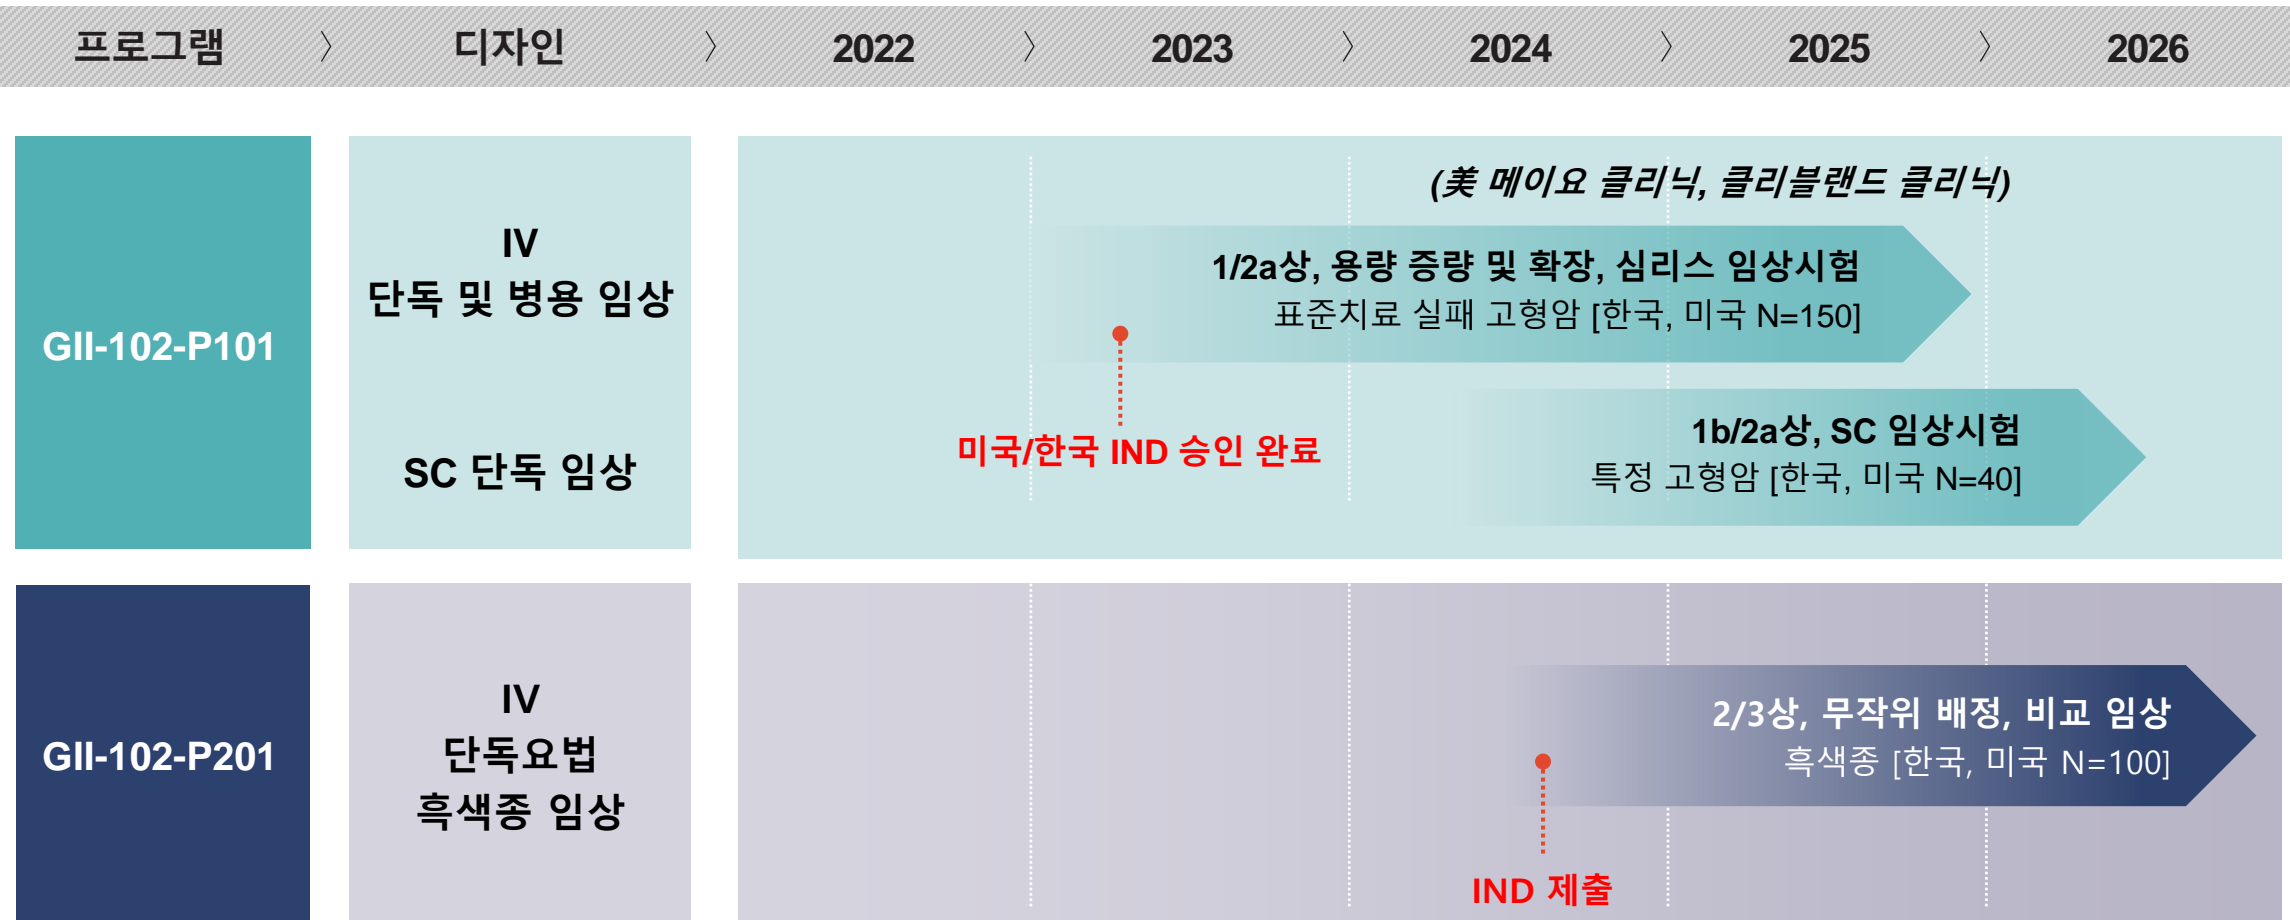 프로그램 〉 디자인 〉 2022 〉 2023 〉 2024 〉 2025 〉 2026
GII-102-P101
IV
단독 및 병용 임상
SC 단독 임상
(美 메이요 클리닉, 클리블랜드 클리닉)
1/2a상, 용량 증량 및 확장, 심리스 임상시험
표준치료 실패 고형암 [한국, 미국 N=150]
미국/한국 IND 승인 완료
1b/2a상, SC 임상시험
특정 고형암 [한국, 미국 N=40]
GII-102-P201
IV
단독요법
흑색종 임상
2/3상, 무작위 배정, 비교 임상
흑색종 [한국, 미국 N=100]
IND 제출